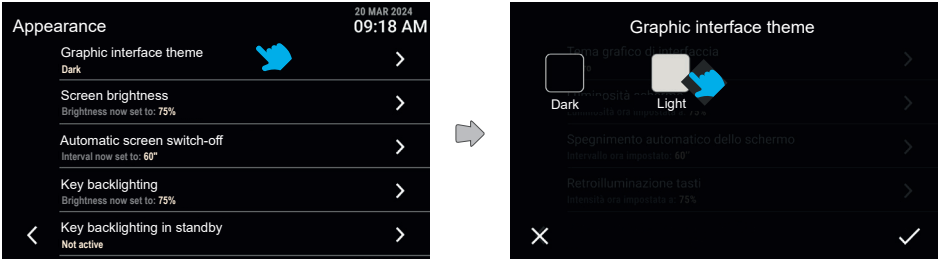 20 MAR 2024
Appearance
09:18 AM
Graphic interface theme
Dark
Screen brightness
Brightness now set to: 75%
Automatic screen switch-off
Interval now set to: 60"
Key backlighting
Brightness now set to: 75%
Key backlighting in standby
Not active
Graphic interface theme
Tema grafico di interfaccia
Dark
Light
Spegnimento automatico dello schermo
Intervallo ora impostato: 60"
Retroilluminazione tasti
Intensità ora impostata a: 75%